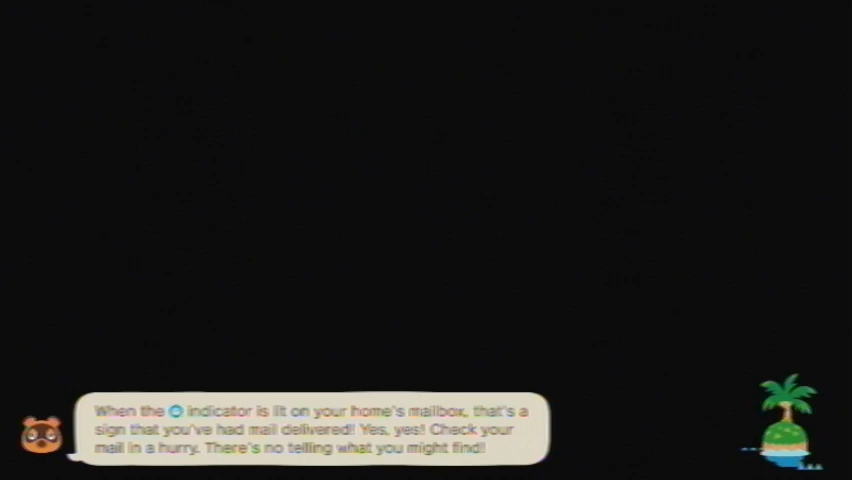 When the indicator is lit on your home's mailbox, that's a
sign that you've had mail delivered! Yes, yes! Check your
mail in a hurry. There's no telling what you might find!